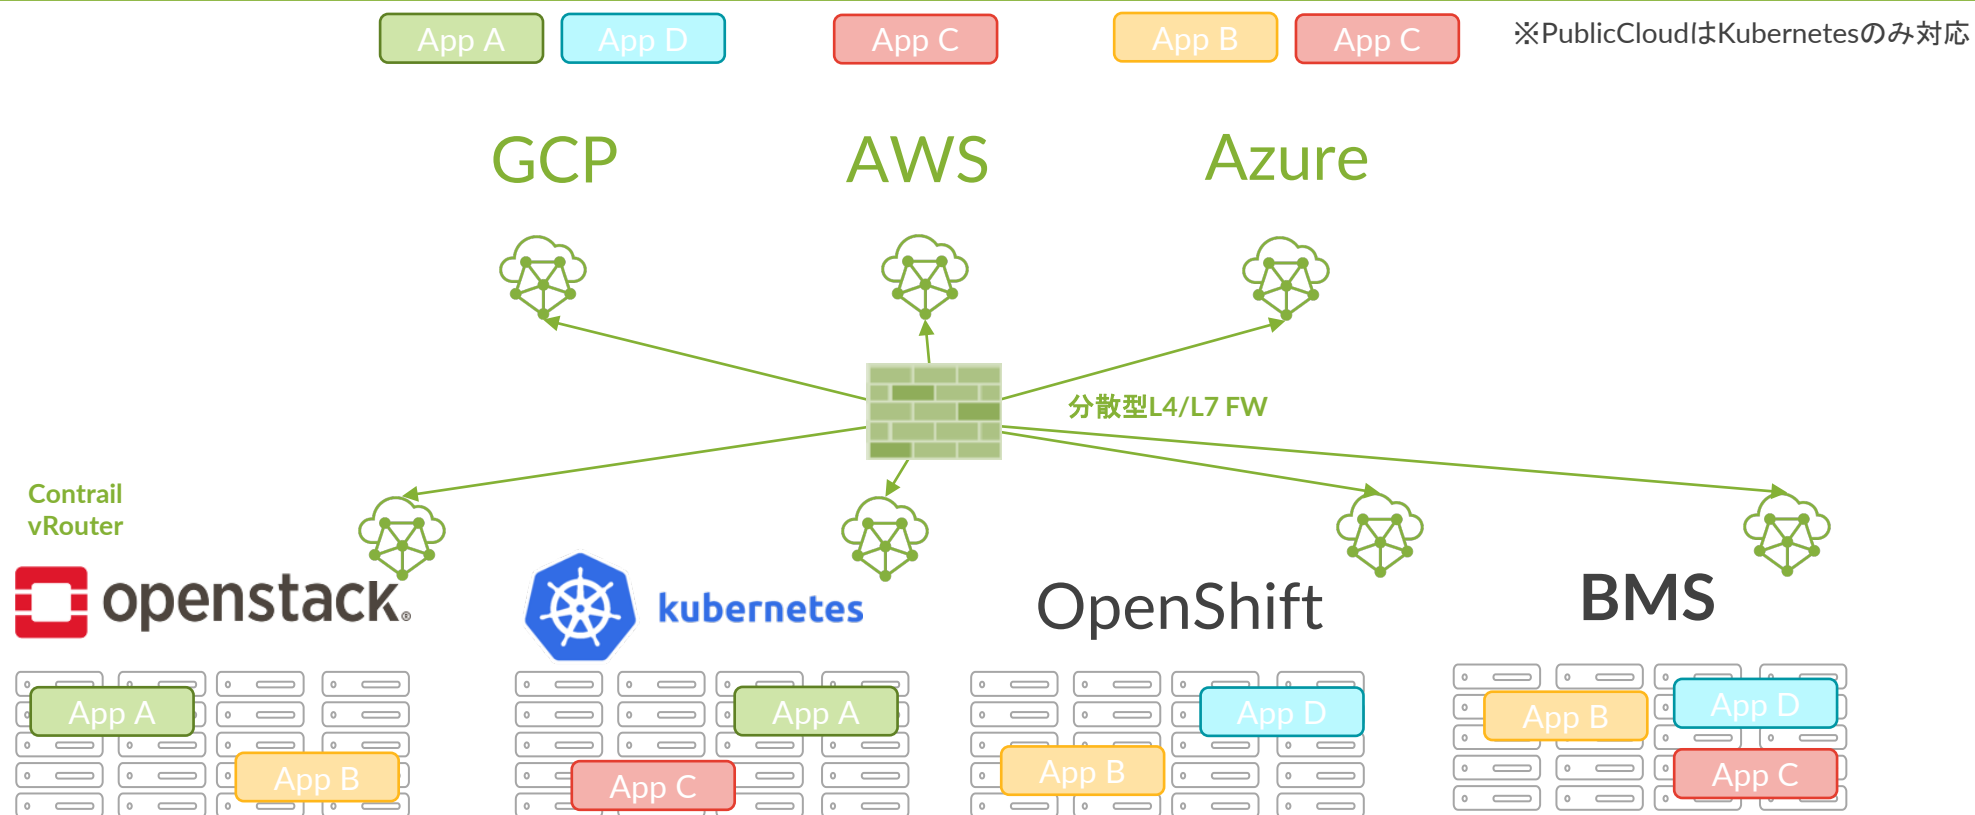 App A
App D
App C
App B
App C
※PublicCloudはKubernetesのみ対応
GCP
AWS
Azure
分散型L4/L7 FW
Contrail
vRouter
openstack®
kubernetes
OpenShift
BMS
App A
App B
App A
App C
App D
App B
App B
App D
App C